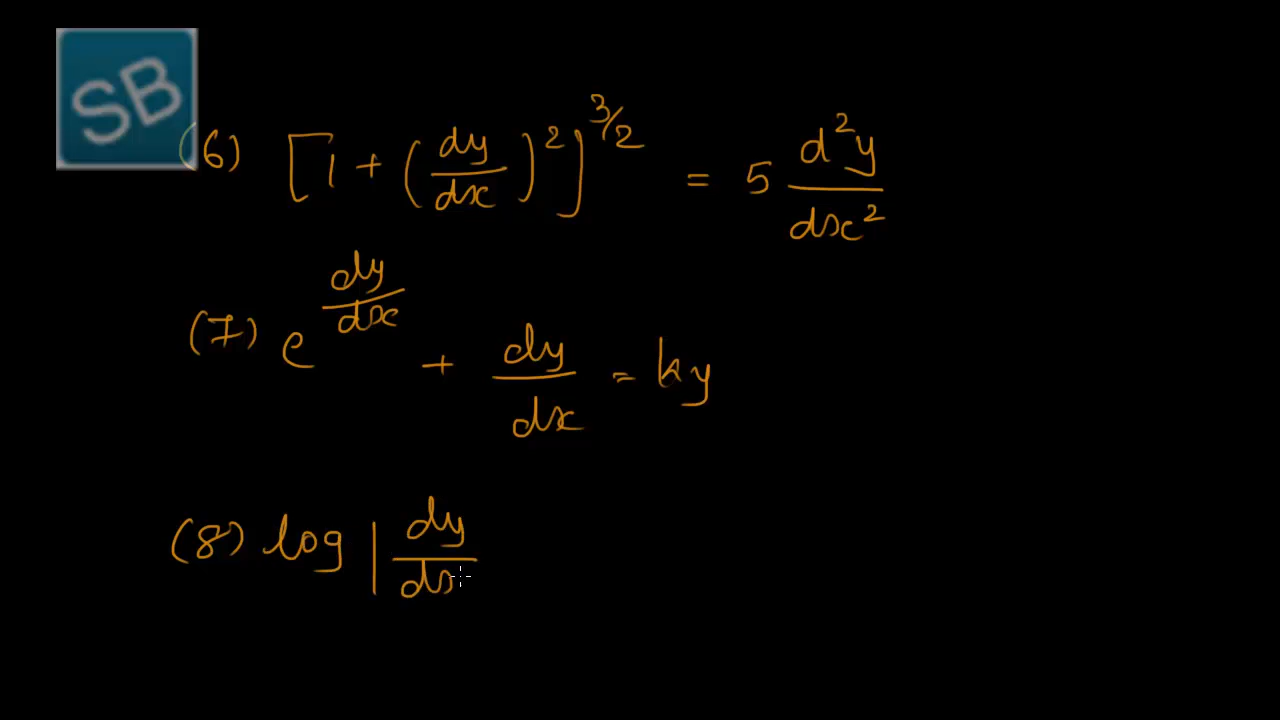 SB
(6) [1 + (dy/dx)²]^3/2 = 5 d²y/dx²
(7) e^dy/dx + dy/dx = ky
(8) log |dy/dx